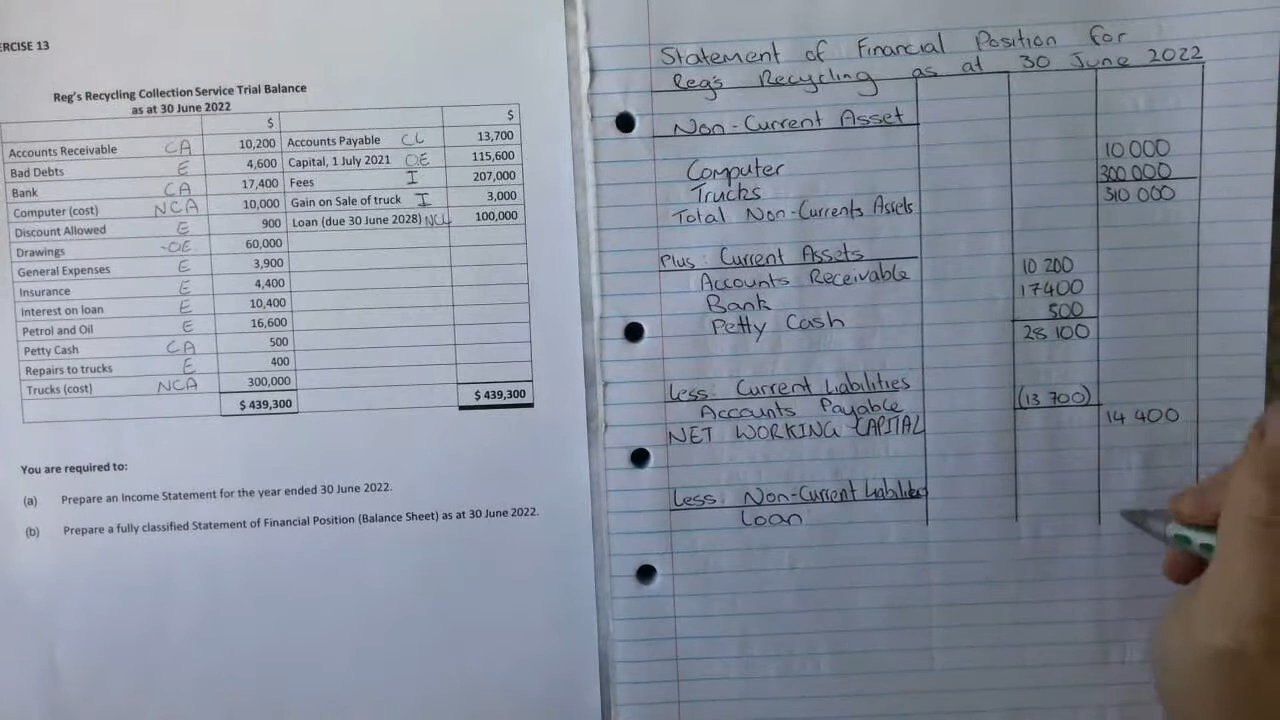 ERCISE 13
Reg's Recycling Collection Service Trial Balance
as at 30 June 2022
$ $
Accounts Receivable CA 10,200 Accounts Payable CL 13,700
Bad Debts E 4,600 Capital, 1 July 2021 OE 115,600
Bank CA 17,400 Fees I 207,000
Computer (cost) NCA 10,000 Gain on Sale of truck I 3,000
Discount Allowed E 900 Loan (due 30 June 2028) NCL 100,000
Drawings -OE 60,000
General Expenses E 3,900
Insurance E 4,400
Interest on loan E 10,400
Petrol and Oil E 16,600
Petty Cash CA 500
Repairs to trucks E 400
Trucks (cost) NCA 300,000
$ 439,300 $ 439,300
You are required to:
(a) Prepare an Income Statement for the year ended 30 June 2022.
(b) Prepare a fully classified Statement of Financial Position (Balance Sheet) as at 30 June 2022.
Statement of Financial Position for
Reg's Recycling as at 30 June 2022
Non-Current Asset
Computer 10 000
Trucks 300 000
Total Non-Currents Assets 310 000
Plus: Current Assets
Accounts Receivable 10 200
Bank 17400
Petty Cash 500
28 100
Less: Current Liabilities
Accounts Payable (13 700)
NET WORKING CAPITAL 14 400
Less: Non-Current Liabilities
Loan